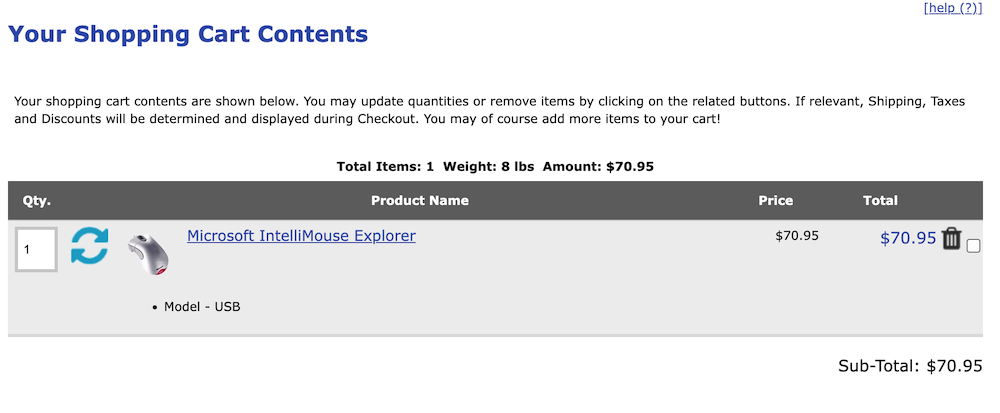 [help (?)]
Your Shopping Cart Contents
Your shopping cart contents are shown below. You may update quantities or remove items by clicking on the related buttons. If relevant, Shipping, Taxes
and Discounts will be determined and displayed during Checkout. You may of course add more items to your cart!
Total Items: 1 Weight: 8 lbs Amount: $70.95
Qty. Product Name Price Total
1 Microsoft IntelliMouse Explorer $70.95 $70.95
• Model - USB
Sub-Total: $70.95